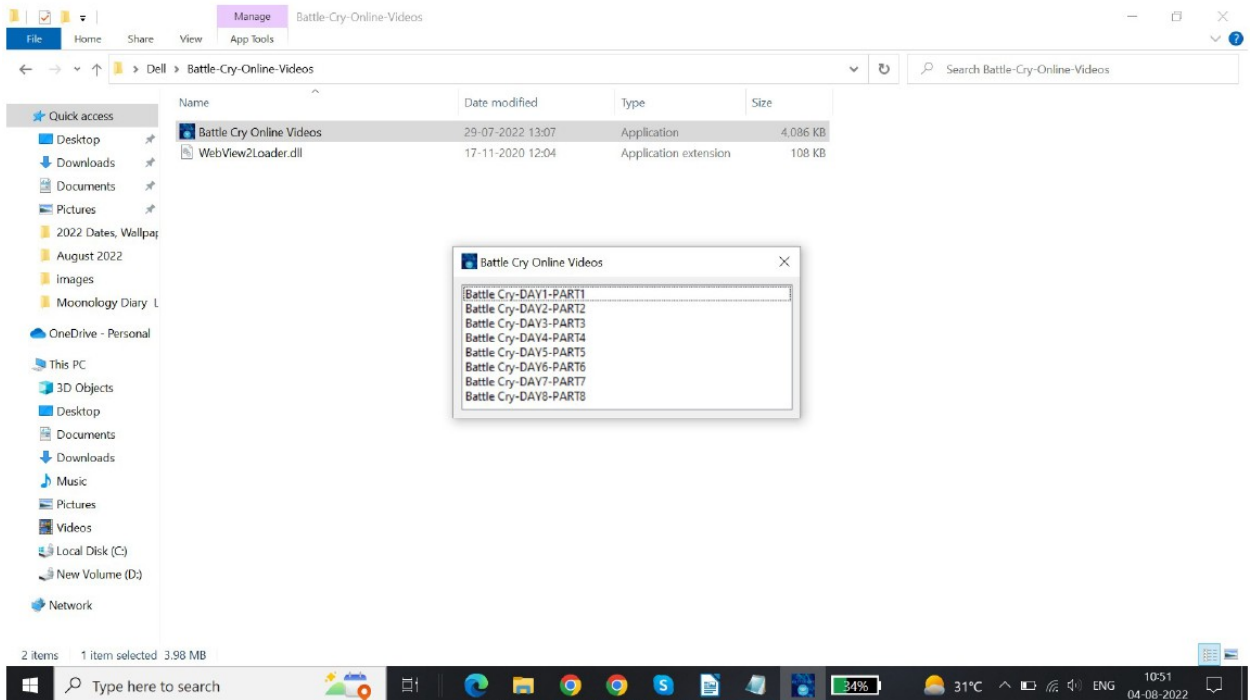 Manage Battle-Cry-Online-Videos
File Home Share View App Tools
Dell > Battle-Cry-Online-Videos
Search Battle-Cry-Online-Videos
Name Date modified Type Size
Battle Cry Online Videos 29-07-2022 13:07 Application 4,086 KB
WebView2Loader.dll 17-11-2020 12:04 Application extension 108 KB
Quick access
Desktop
Downloads
Documents
Pictures
2022 Dates, Wallpap
August 2022
images
Moonology Diary L
OneDrive - Personal
This PC
3D Objects
Desktop
Documents
Downloads
Music
Pictures
Videos
Local Disk (C:)
New Volume (D:)
Network
Battle Cry Online Videos
Battle Cry-DAY1-PART1
Battle Cry-DAY2-PART2
Battle Cry-DAY3-PART3
Battle Cry-DAY4-PART4
Battle Cry-DAY5-PART5
Battle Cry-DAY6-PART6
Battle Cry-DAY7-PART7
Battle Cry-DAY8-PART8
2 items 1 item selected 3.98 MB
Type here to search
34%
31°C
ENG
10:51
04-08-2022